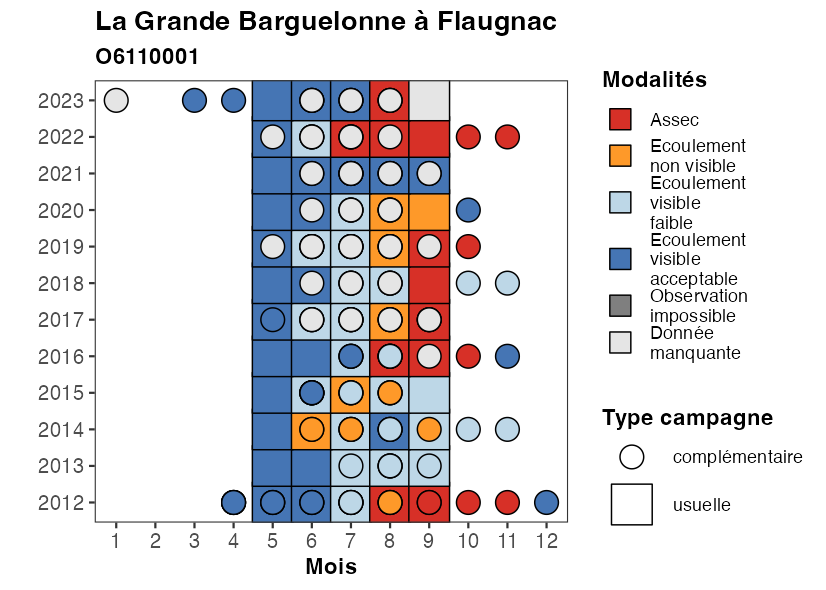 La Grande Barguelonne à Flaugnac
O6110001
2023
2022
2021
2020
2019
2018
2017
2016
2015
2014
2013
2012
1 2 3 4 5 6 7 8 9 10 11 12
Mois
Modalités
Assec
Ecoulement
non visible
Ecoulement
visible
faible
Ecoulement
visible
acceptable
Observation
impossible
Donnée
manquante
Type campagne
complémentaire
usuelle